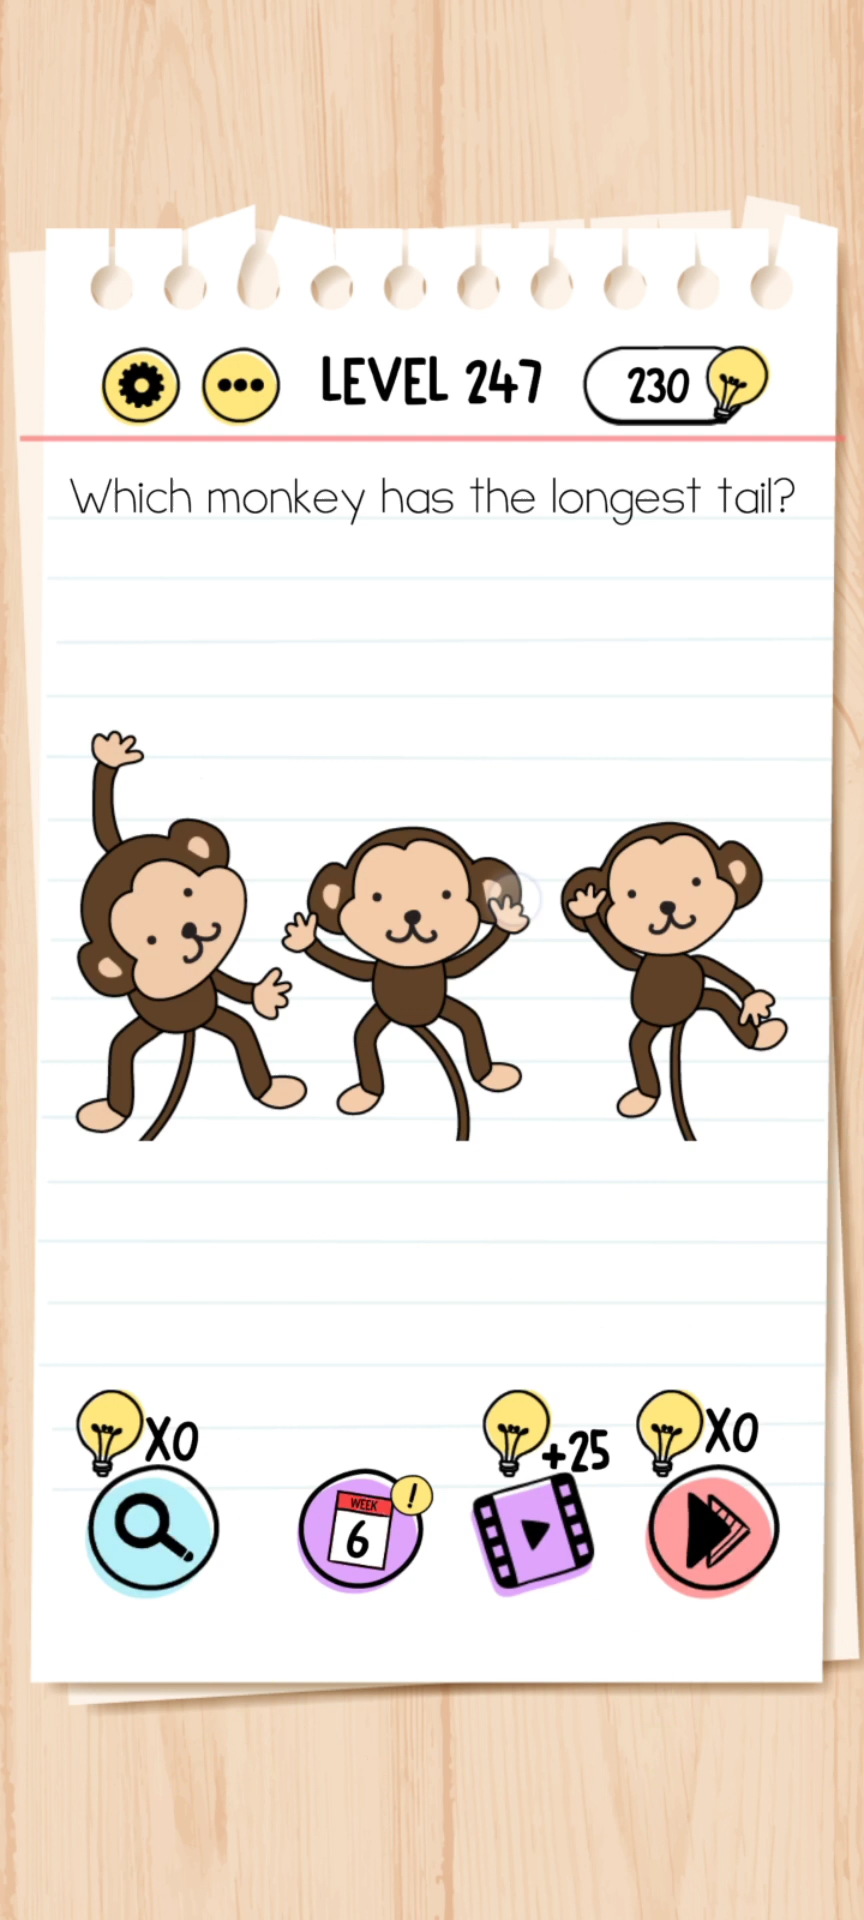 LEVEL 247
230
Which monkey has the longest tail?
X0
+25
X0
WEEK
!
6